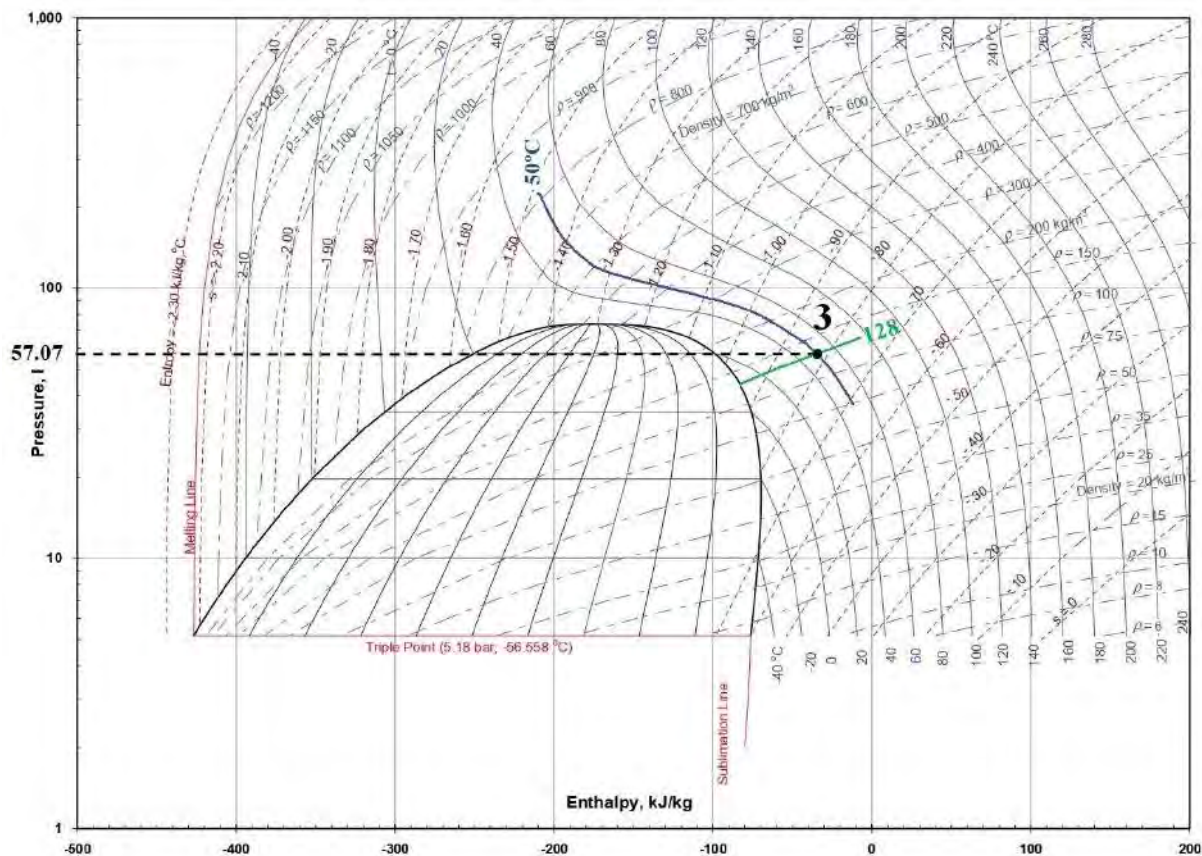 1,000
100
57.07
10
1
Pressure, l
-40
-20
t = 0 °C
20
40
60
80
100
120
140
160
180
200
220
240 °C
260
280
ρ = 1200
ρ = 1150
ρ = 1100
ρ = 1050
ρ = 1000
ρ = 900
ρ = 800
Density = 700 kg/m³
ρ = 600
ρ = 500
ρ = 400
ρ = 300
ρ = 200 kg/m³
ρ = 150
ρ = 100
ρ = 75
ρ = 50
ρ = 35
ρ = 25
Density = 20 kg/m
ρ = 15
ρ = 10
ρ = 8
ρ = 6
50°C
3
128
Entropy = -2.30 kJ/kg,°C
s = -2.20
-2.10
-2.00
-1.90
-1.80
-1.70
-1.60
-1.50
-1.40
-1.30
-1.20
-1.10
-1.00
-.90
-.80
-.70
-.60
-.50
-.40
-.30
-.20
-.10
s = 0
Melting Line
Triple Point (5.18 bar; -56.558 °C)
Sublimation Line
-40 °C
-20
0
20
40
60
80
100
120
140
160
180
200
220
240
Enthalpy, kJ/kg
-500
-400
-300
-200
-100
0
100
200